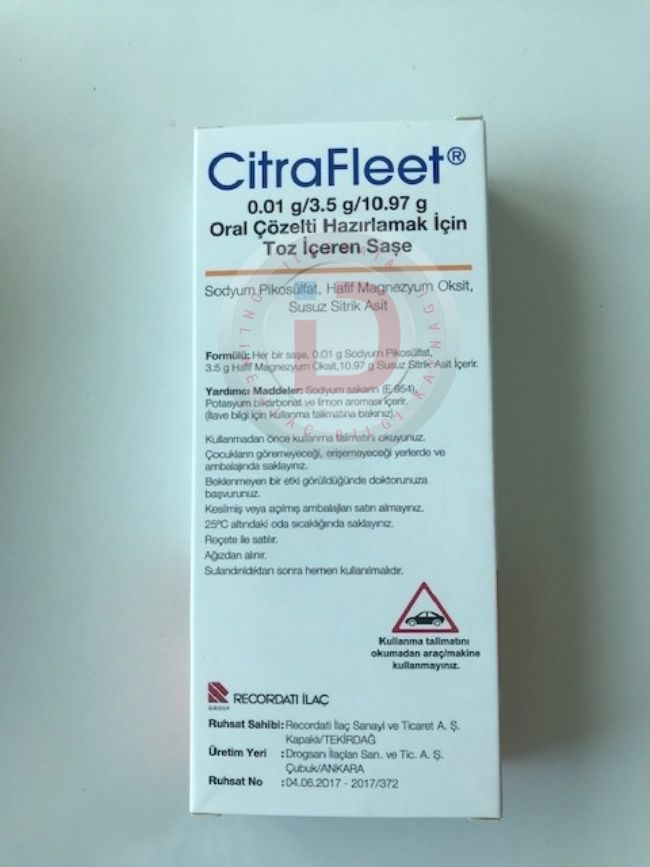 CitraFleet®
0.01 g/3.5 g/10.97 g
Oral Çözelti Hazırlamak İçin
Toz İçeren Saşe
Sodyum Pikosülfat, Hafif Magnezyum Oksit,
Susuz Sitrik Asit
Formülü: Her bir saşe, 0.01 g Sodyum Pikosülfat,
3.5 g Hafif Magnezyum Oksit,10.97 g Susuz Sitrik Asit İçerir.
Yardımcı Maddeler: Sodyum sakarin (E 954),
Potasyum bikarbonat ve limon aroması içerir.
(İlave bilgi için kullanma talimatına bakınız).
Kullanmadan önce kullanma talimatını okuyunuz.
Çocukların göremeyeceği, erişemeyeceği yerlerde ve
ambalajında saklayınız.
Beklenmeyen bir etki görüldüğünde doktorunuza
başvurunuz.
Kesilmiş veya açılmış ambalajları satın almayınız.
25ºC altındaki oda sıcaklığında saklayınız.
Reçete ile satılır.
Ağızdan alınır.
Sulandırıldıktan sonra hemen kullanılmalıdır.
Kullanma talimatını
okumadan araç/makine
kullanmayınız.
RECORDATI İLAÇ
GROUP
Ruhsat Sahibi: Recordati İlaç Sanayi ve Ticaret A. Ş.
Kapaklı/TEKİRDAĞ
Üretim Yeri : Drogsan İlaçları San. ve Tic. A. Ş.
Çubuk/ANKARA
Ruhsat No : 04.06.2017 - 2017/372